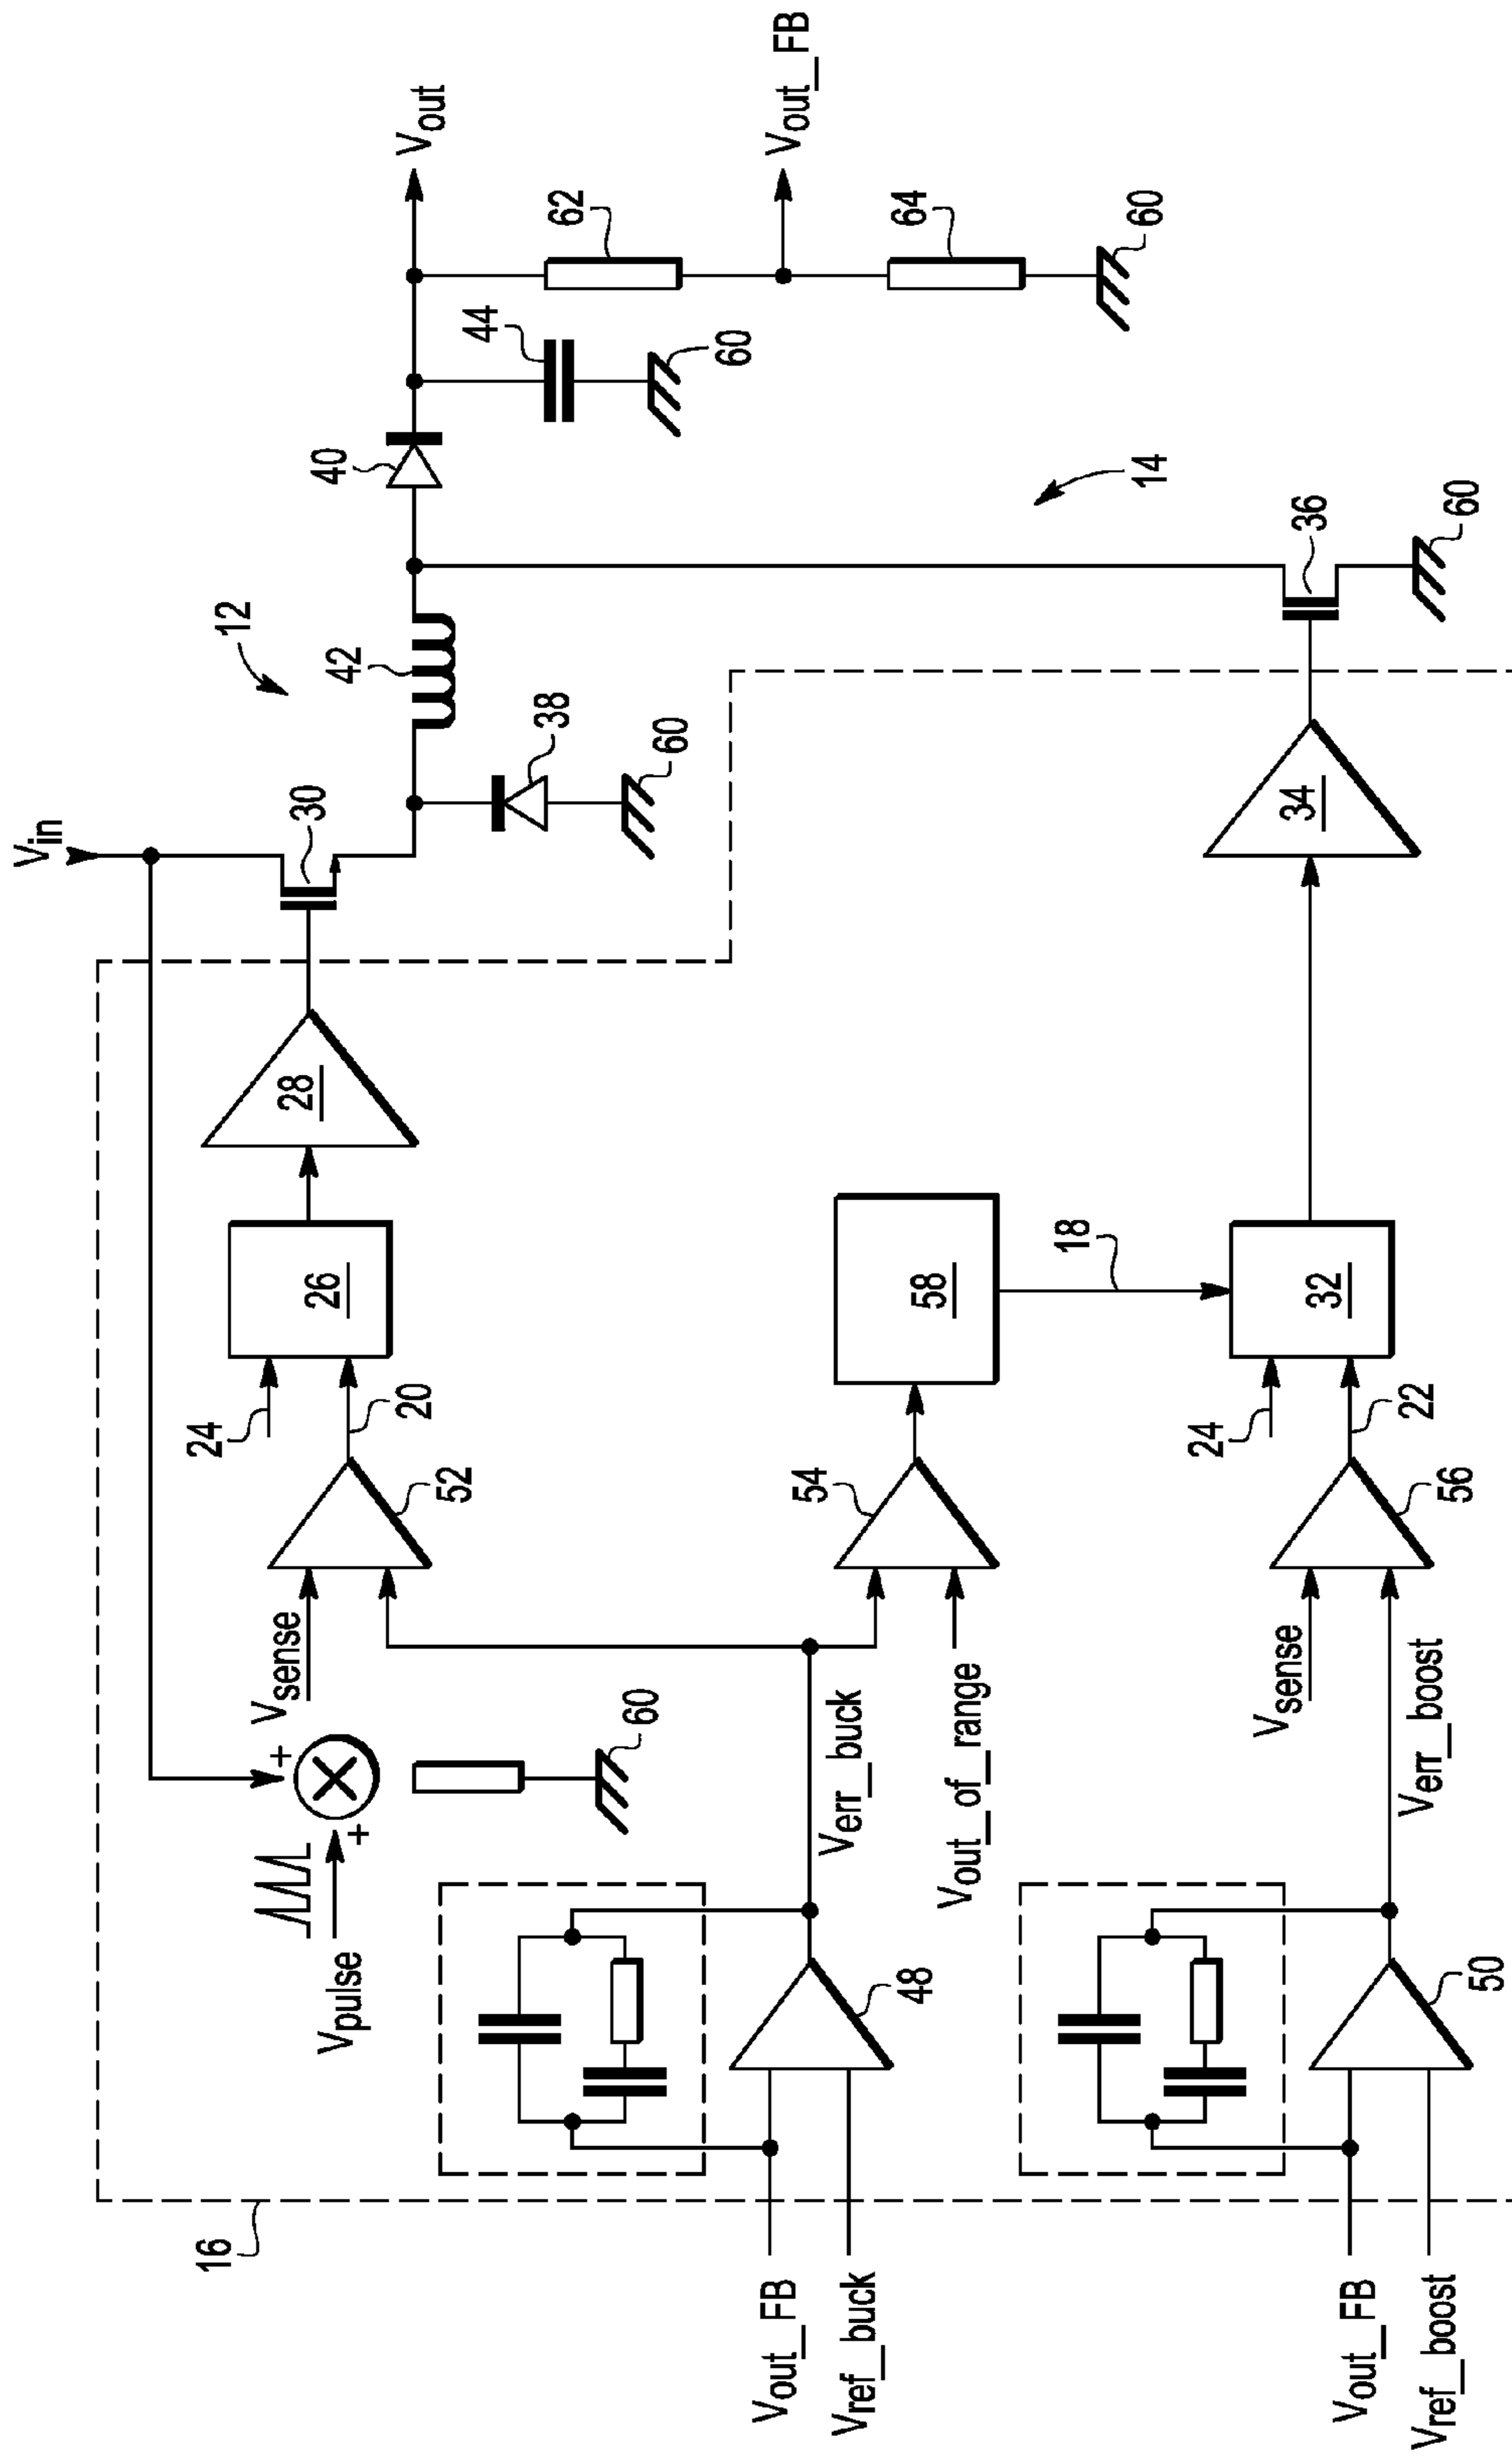 Vin
12
30
42
40
Vout
28
26
24
20
38
60
44
60
62
Vout_FB
64
60
14
Vsense
52
Vpulse
+
+
60
48
Verr_buck
Vout_of_range
54
58
18
16
Vout_FB
Vref_buck
24
22
32
34
36
60
Vsense
56
Verr_boost
50
Vout_FB
Vref_boost